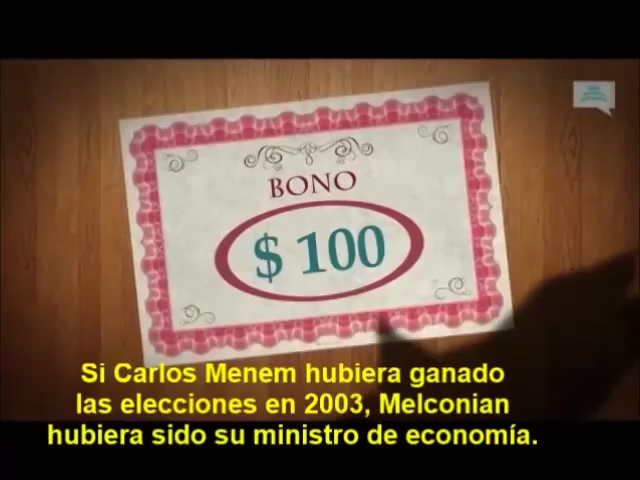 BONO
$ 100
Si Carlos Menem hubiera ganado
las elecciones en 2003, Melconian
hubiera sido su ministro de economía.